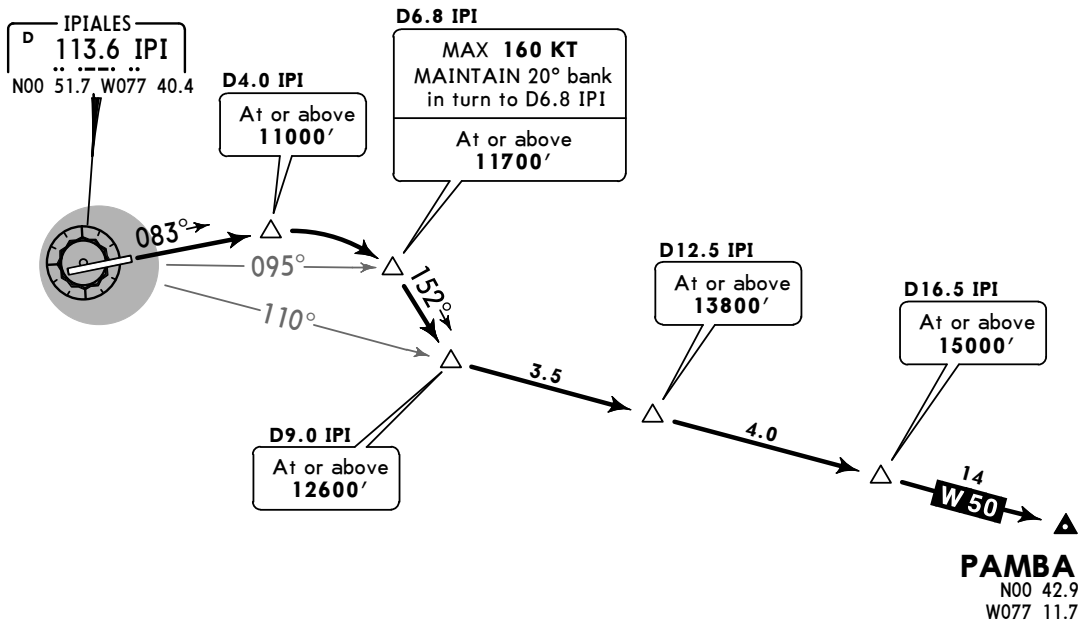 IPIALES
D
113.6 IPI
N00 51.7 W077 40.4
D4.0 IPI
At or above
11000′
D6.8 IPI
MAX 160 KT
MAINTAIN 20° bank
in turn to D6.8 IPI
At or above
11700′
083°
095°
110°
152°
D9.0 IPI
At or above
12600′
3.5
D12.5 IPI
At or above
13800′
4.0
D16.5 IPI
At or above
15000′
14
W 50
PAMBA
N00 42.9
W077 11.7